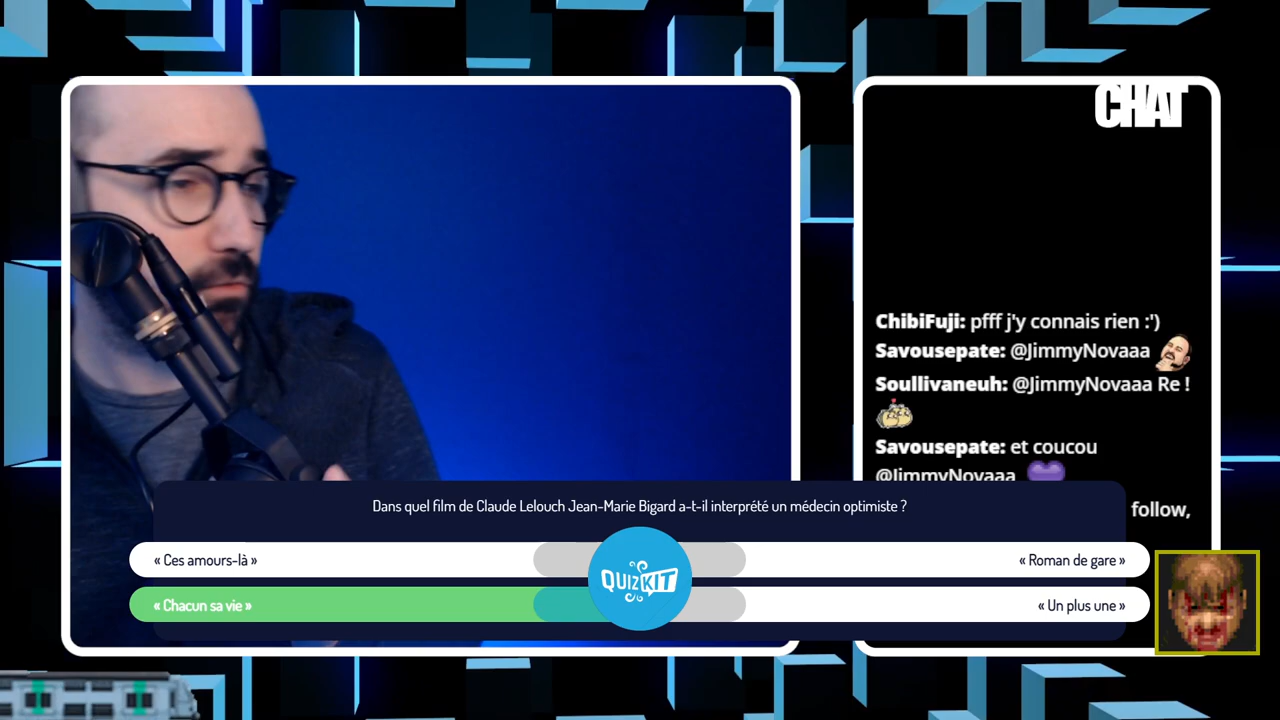 CHAT
ChibiFuji: pfff j'y connais rien :')
Savousepate: @JimmyNovaaa
Soullivaneuh: @JimmyNovaaa Re !
Savousepate: et coucou
@JimmyNovaaa
follow,
Dans quel film de Claude Lelouch Jean-Marie Bigard a-t-il interprété un médecin optimiste ?
« Ces amours-là »
« Roman de gare »
« Chacun sa vie »
« Un plus une »
QUIZKIT